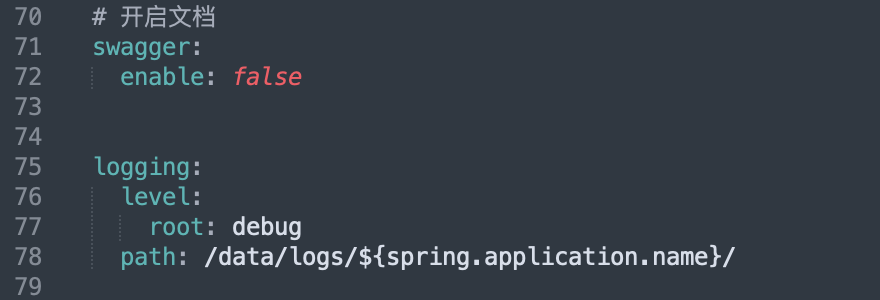 70 # 开启文档
71 swagger:
72 enable: false
73
74
75 logging:
76 level:
77 root: debug
78 path: /data/logs/${spring.application.name}/
79